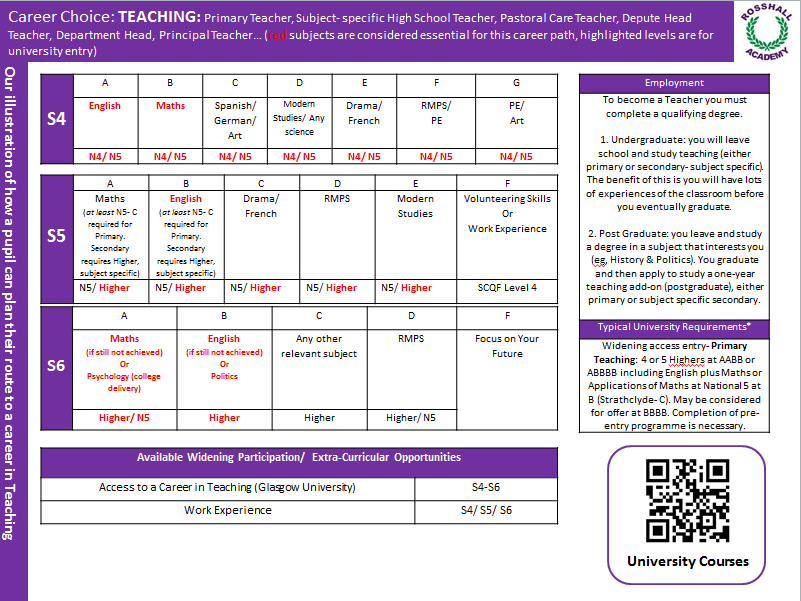 Career Choice: TEACHING: Primary Teacher, Subject- specific High School Teacher, Pastoral Care Teacher, Depute Head
Teacher, Department Head, Principal Teacher... (red subjects are considered essential for this career path, highlighted levels are for
university entry)
ROSSHALL
ACADEMY
Our illustration of how a pupil can plan their route to a career in Teaching
S4
A B C D E F G
English
Maths
Spanish/
German/
Art
Modern
Studies/ Any
science
Drama/
French
RMPS/
PE
PE/
Art
N4/ N5 N4/ N5 N4/ N5 N4/ N5 N4/ N5 N4/ N5 N4/ N5
S5
A B C D E F
Maths
(at least N5- C
required for
Primary.
Secondary
requires Higher,
subject specific)
English
(at least N5- C
required for
Primary.
Secondary
requires Higher,
subject specific)
Drama/
French
RMPS
Modern
Studies
Volunteering Skills
Or
Work Experience
N5/ Higher N5/ Higher N5/ Higher N5/ Higher N5/ Higher SCQF Level 4
S6
A B C D F
Maths
(if still not achieved)
Or
Psychology (college
delivery)
English
(if still not achieved)
Or
Politics
Any other
relevant subject
RMPS
Focus on Your
Future
Higher/ N5 Higher Higher Higher/ N5
Available Widening Participation/ Extra-Curricular Opportunities
Access to a Career in Teaching (Glasgow University) S4-S6
Work Experience S4/ S5/ S6
Employment
To become a Teacher you must
complete a qualifying degree.
1. Undergraduate: you will leave
school and study teaching (either
primary or secondary- subject specific).
The benefit of this is you will have lots
of experiences of the classroom before
you eventually graduate.
2. Post Graduate: you leave and study
a degree in a subject that interests you
(eg, History & Politics). You graduate
and then apply to study a one-year
teaching add-on (postgraduate), either
primary or subject specific secondary.
Typical University Requirements*
Widening access entry- Primary
Teaching: 4 or 5 Highers at AABB or
ABBBB including English plus Maths or
Applications of Maths at National 5 at
B (Strathclyde- C). May be considered
for offer at BBBB. Completion of pre-
entry programme is necessary.
University Courses